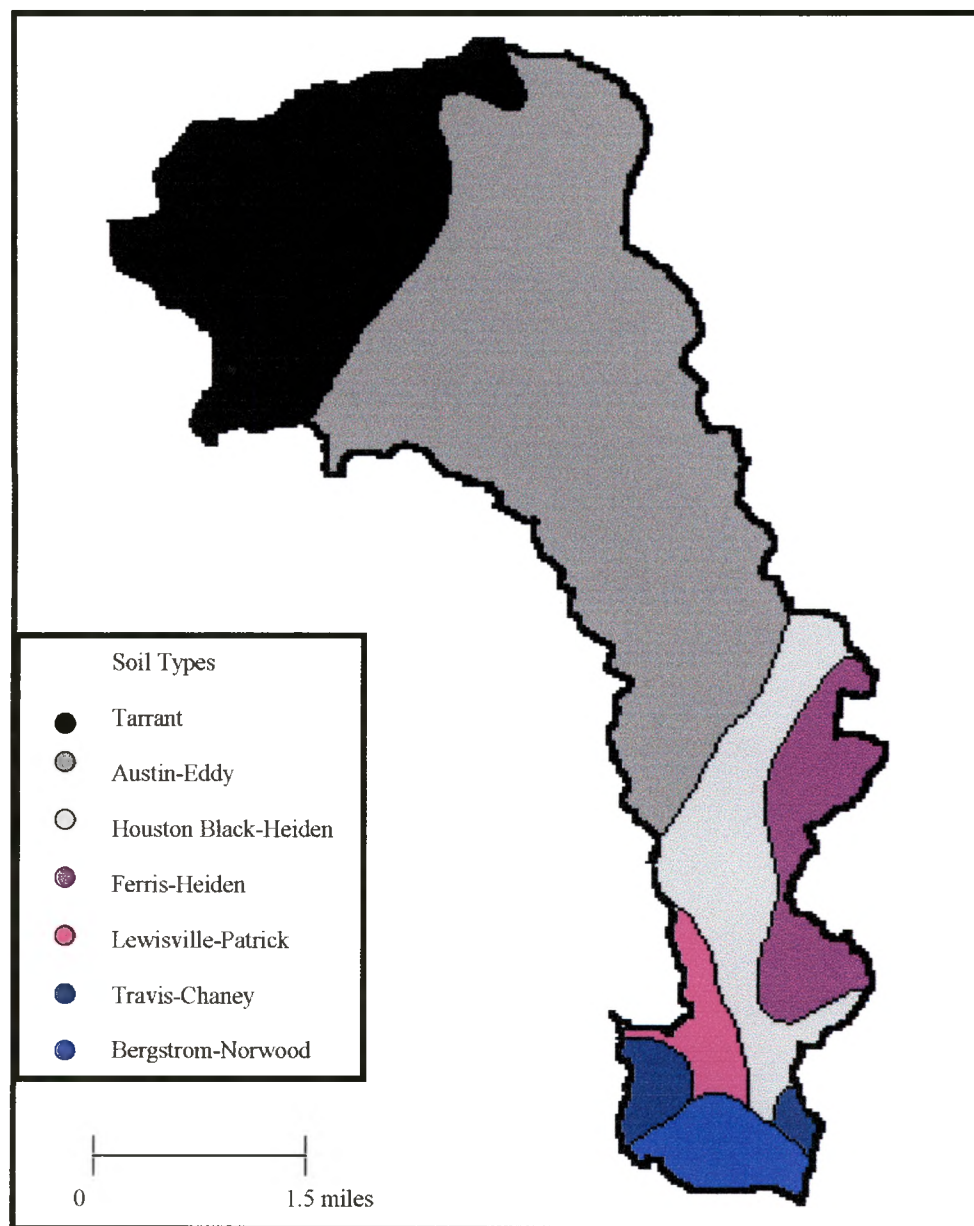 Soil Types
Tarrant
Austin-Eddy
Houston Black-Heiden
Ferris-Heiden
Lewisville-Patrick
Travis-Chaney
Bergstrom-Norwood
0 1.5 miles